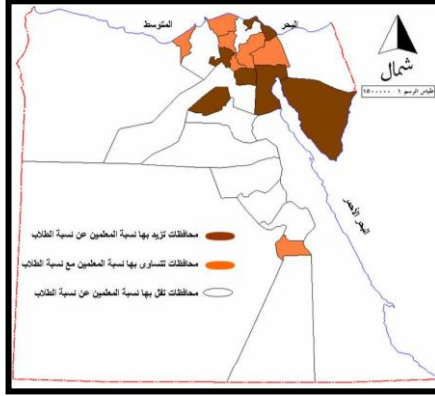 البحر
المتوسط
شمال
مقياس الرسم ١ : ١٥٠٠٠٠٠٠
البحر الأحمر
محافظات تزيد بها نسبة المعلمين عن نسبة الطلاب
محافظات تتساوى بها نسبة المعلمين مع نسبة الطلاب
محافظات تقل بها نسبة المعلمين عن نسبة الطلاب